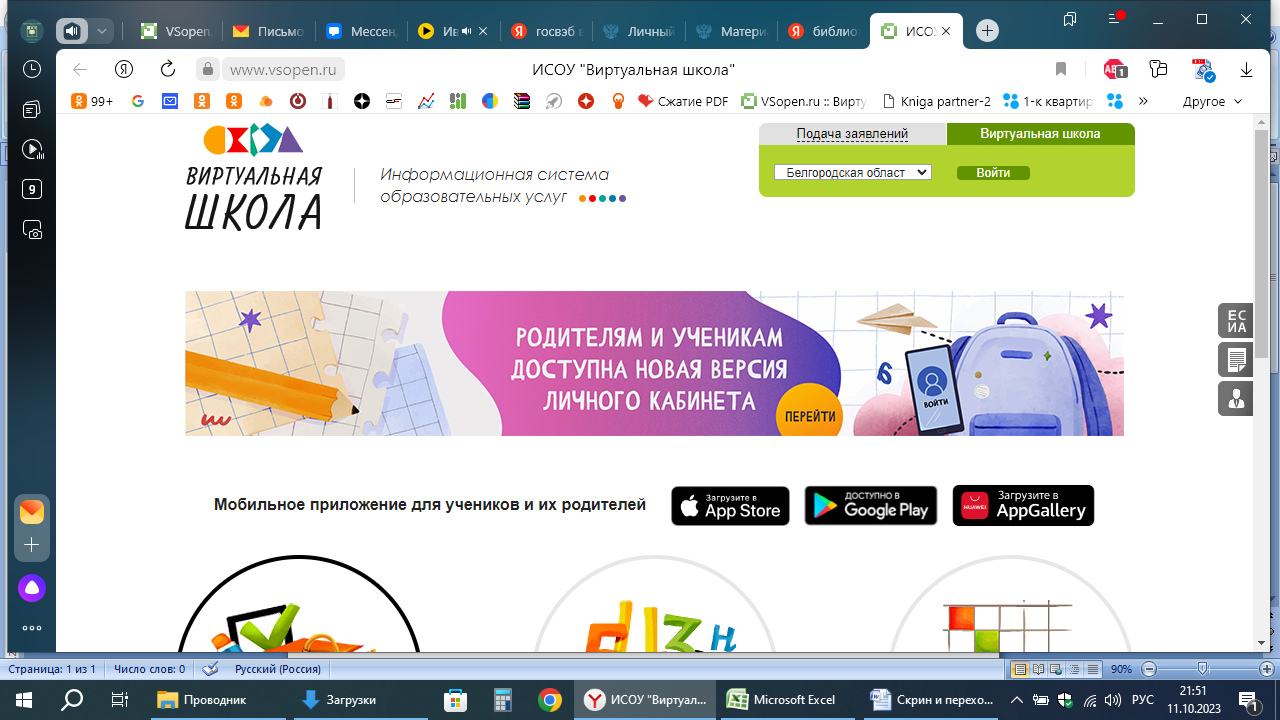 VSopen.
Письмо
Мессен
Ив
госвэб в
Личный
Матери
библио
ИСОУ
www.vsopen.ru
ИСОУ "Виртуальная школа"
1
99+
Сжатие PDF
VSopen.ru :: Вирту
Kniga partner-2
1-к квартир
»
Другое
9
ВИРТУАЛЬНАЯ
ШКОЛА
Информационная система
образовательных услуг
Подача заявлений
Виртуальная школа
Белгородская област
Войти
РОДИТЕЛЯМ И УЧЕНИКАМ
ДОСТУПНА НОВАЯ ВЕРСИЯ
ЛИЧНОГО КАБИНЕТА
ПЕРЕЙТИ
ВОЙТИ
ЕС
ИА
Мобильное приложение для учеников и их родителей
Загрузите в
App Store
ДОСТУПНО В
Google Play
HUAWEI
Загрузите в
AppGallery
Страница: 1 из 1
Число слов: 0
Русский (Россия)
90%
Проводник
Загрузки
ИСОУ "Виртуал...
Microsoft Excel
Скрин и перехо...
РУС
21:51
11.10.2023
1